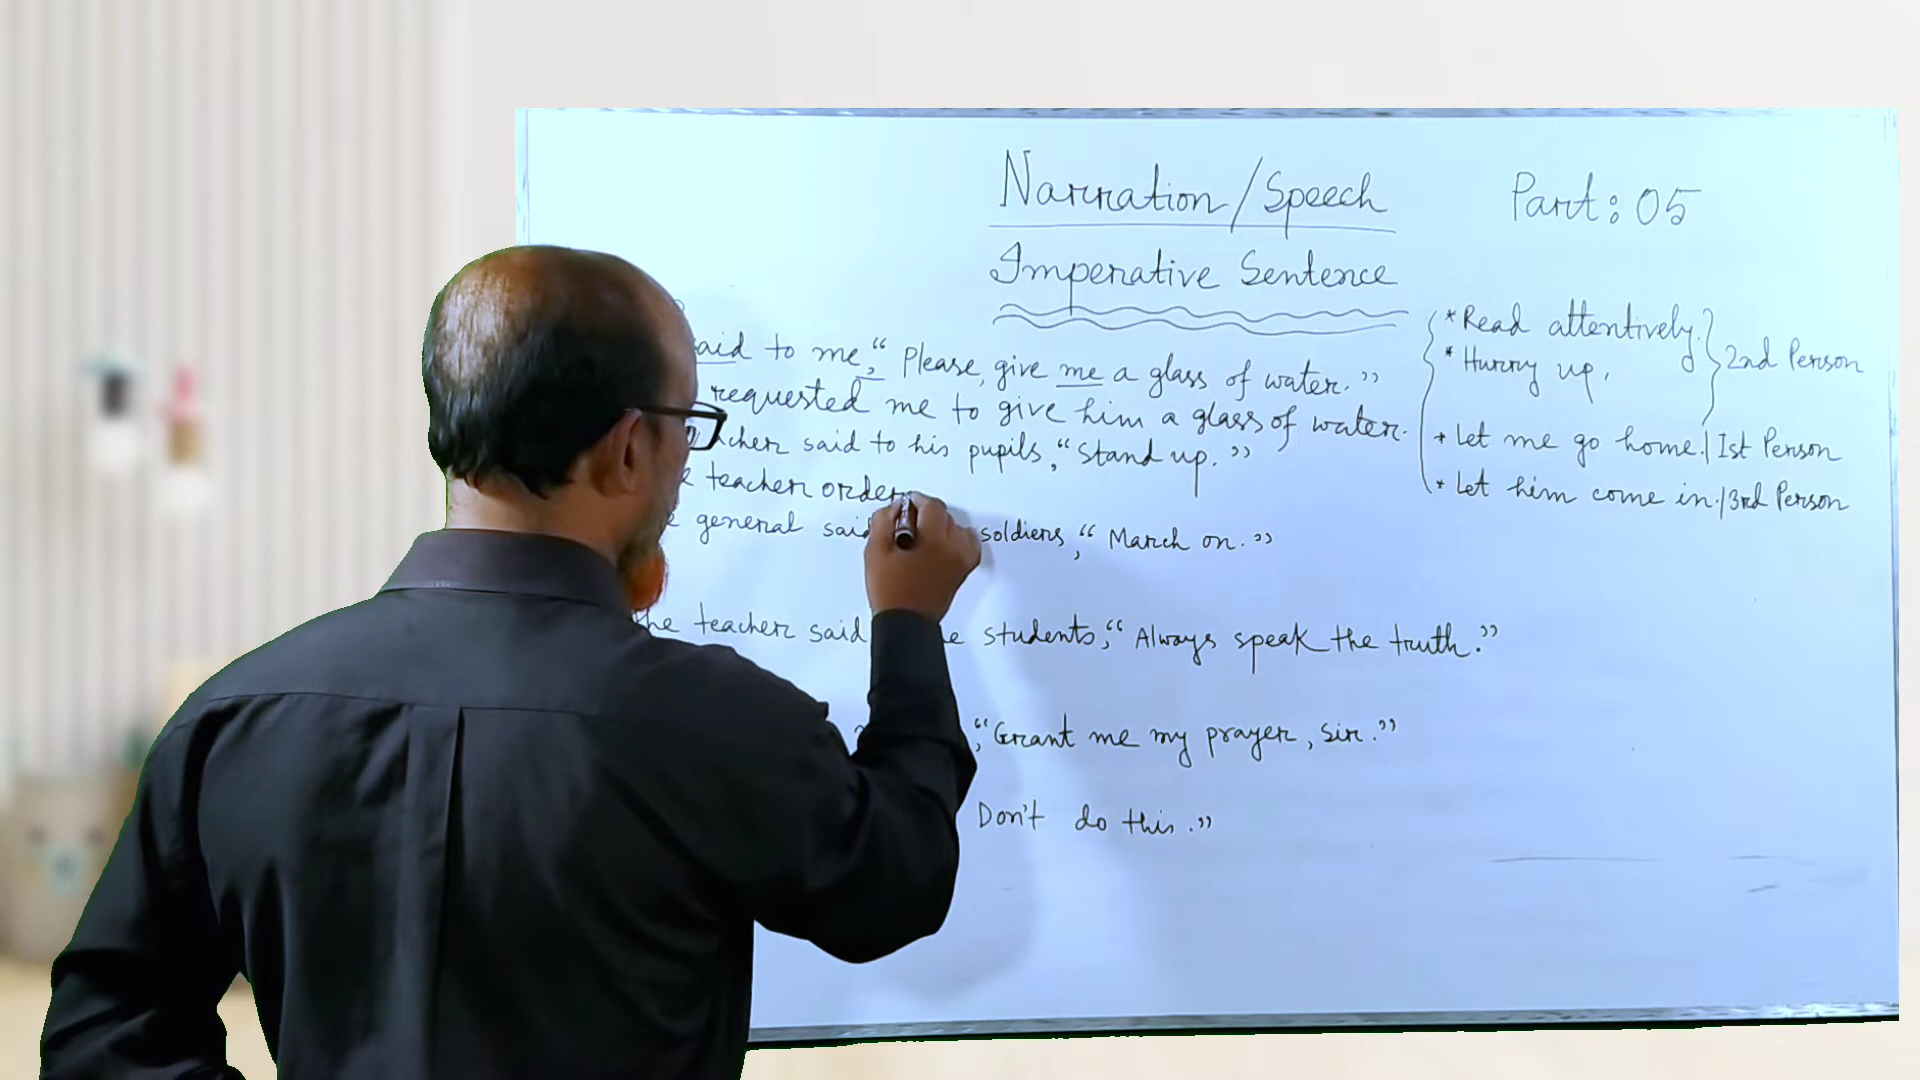 Narration/Speech
Part: 05
Imperative Sentence
said to me, “Please, give me a glass of water.”
requested me to give him a glass of water.
said to his pupils, “Stand up.”
teacher order
general said soldiers, “March on.”
The teacher said students, “Always speak the truth.”
, “Grant me my prayer, sir.”
Don't do this.”
* Read attentively.
* Hurry up.
2nd Person
* Let me go home. | 1st Person
* Let him come in. | 3rd Person